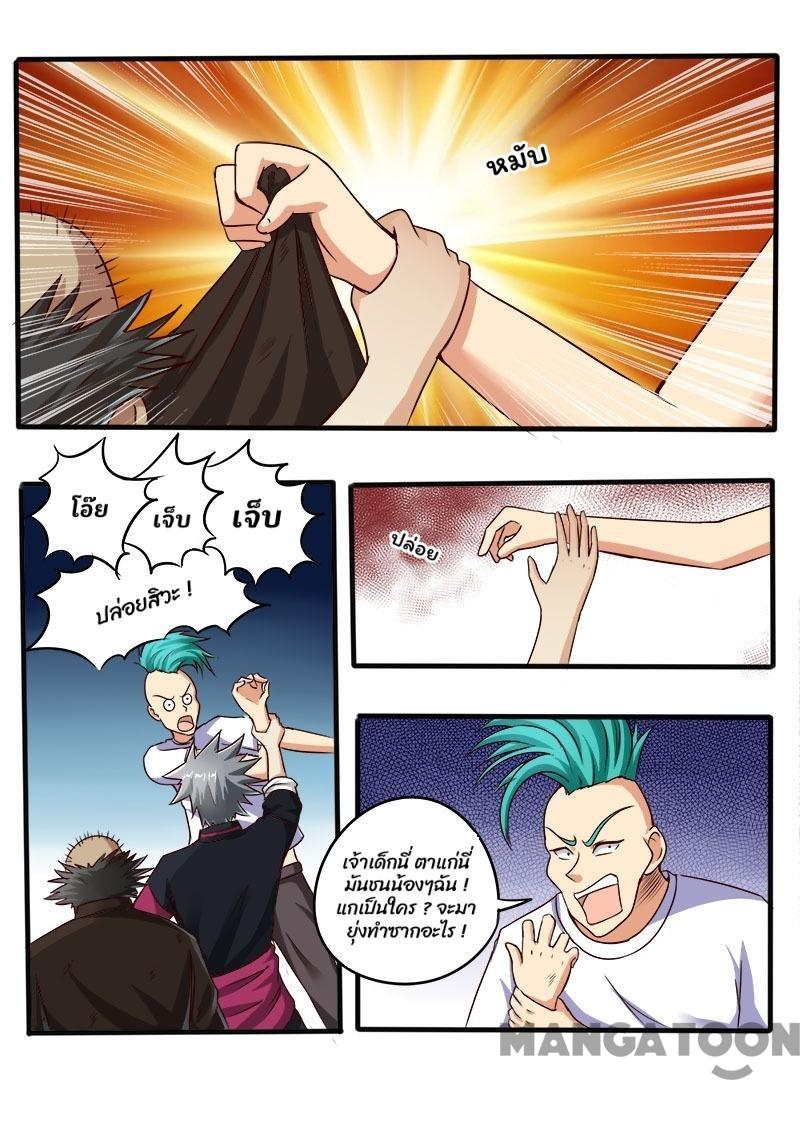 หมับ
โอ๊ย
เจ็บ
เจ็บ
ปล่อยสิวะ !
ปล่อย
เจ้าเด็กนี่ ตาแก่นี่
มันชนน้องๆฉัน !
แกเป็นใคร ? จะมา
ยุ่งทำซากอะไร !
MANGATOON